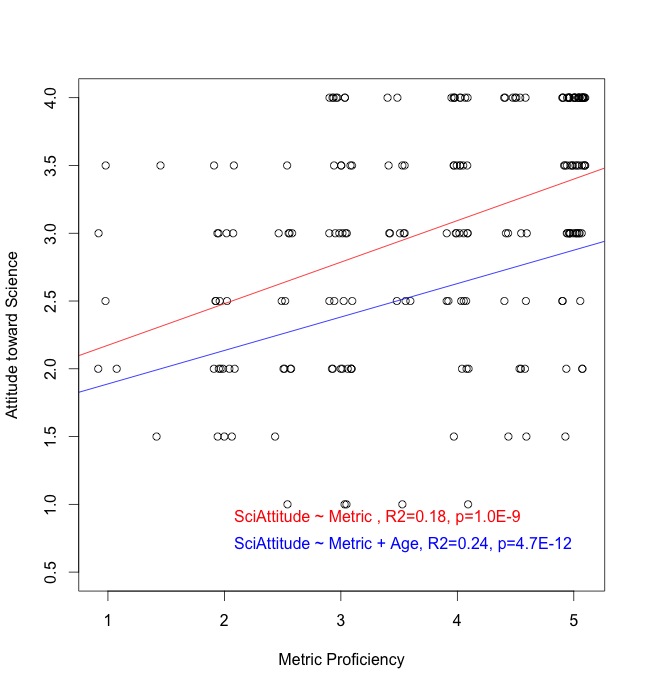 4.0
3.5
3.0
2.5
2.0
1.5
1.0
0.5
Attitude toward Science
SciAttitude ~ Metric , R2=0.18, p=1.0E-9
SciAttitude ~ Metric + Age, R2=0.24, p=4.7E-12
1 2 3 4 5
Metric Proficiency